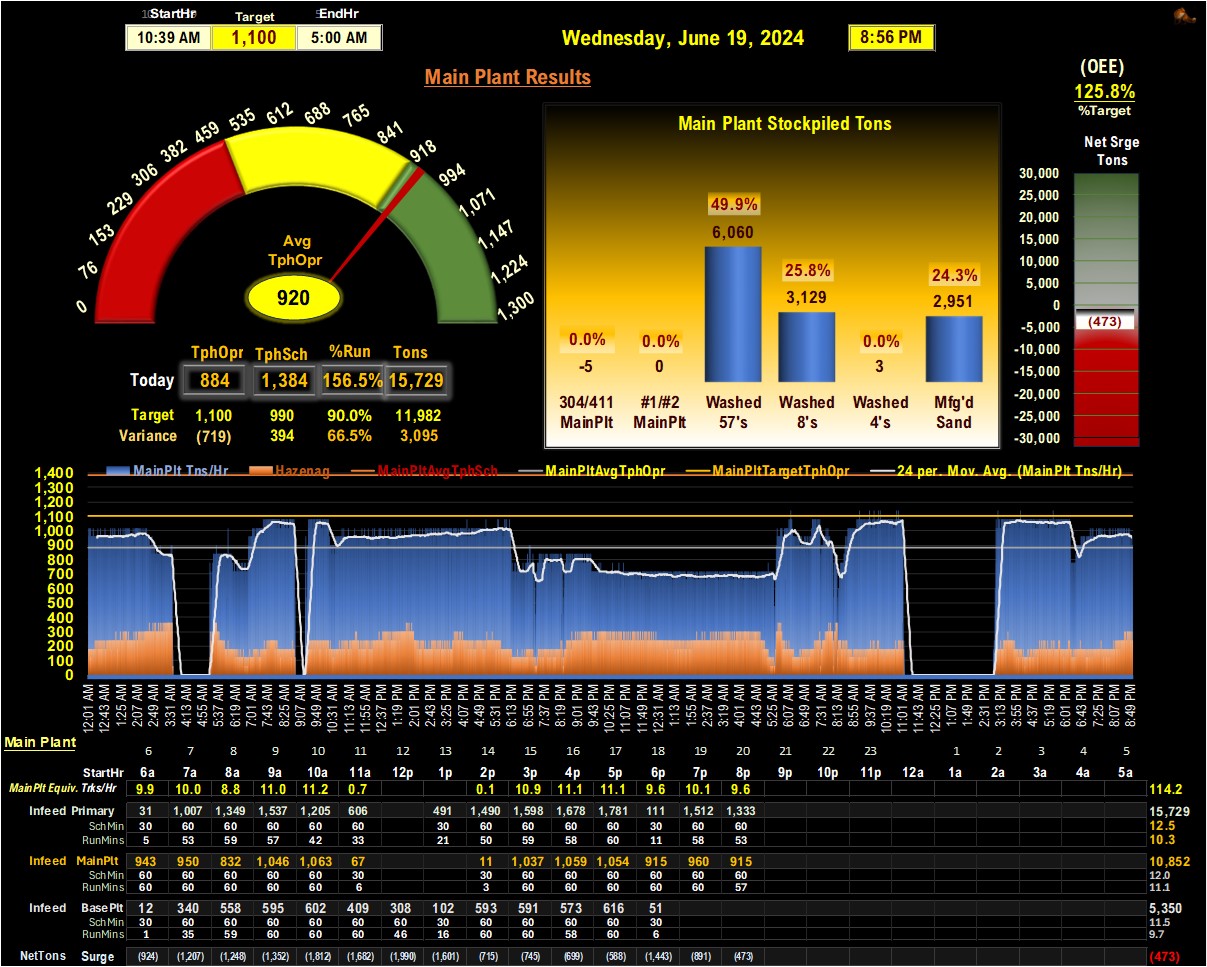 StartHr Target EndHr
10:39 AM 1,100 5:00 AM
Wednesday, June 19, 2024 8:56 PM
Main Plant Results
(OEE)
125.8%
%Target
0 76 153 229 306 382 459 535 612 688 765 841 918 994 1,071 1,147 1,224 1,300
Avg
TphOpr
920
TphOpr TphSch %Run Tons
Today 884 1,384 156.5% 15,729
Target 1,100 990 90.0% 11,982
Variance (719) 394 66.5% 3,095
Main Plant Stockpiled Tons
49.9%
6,060
25.8%
3,129
24.3%
2,951
0.0% 0.0% 0.0%
-5 0 3
304/411 #1/#2 Washed Washed Washed Mfg'd
MainPlt MainPlt 57's 8's 4's Sand
Net Srge
Tons
30,000
25,000
20,000
15,000
10,000
5,000
0
(473)
-5,000
-10,000
-15,000
-20,000
-25,000
-30,000
MainPlt Tns/Hr Hazemag MainPltAvgTphSch MainPltAvgTphOpr MainPltTargetTphOpr 24 per. Mov. Avg. (MainPlt Tns/Hr)
1,400
1,300
1,200
1,100
1,000
900
800
700
600
500
400
300
200
100
0
12:01 AM 12:43 AM 1:25 AM 2:07 AM 2:49 AM 3:31 AM 4:13 AM 4:55 AM 5:37 AM 6:19 AM 7:01 AM 7:43 AM 8:25 AM 9:07 AM 9:49 AM 10:31 AM 11:13 AM 11:55 AM 12:37 PM 1:19 PM 2:01 PM 2:43 PM 3:25 PM 4:07 PM 4:49 PM 5:31 PM 6:13 PM 6:55 PM 7:37 PM 8:19 PM 9:01 PM 9:43 PM 10:25 PM 11:07 PM 11:49 PM 12:31 AM 1:13 AM 1:55 AM 2:37 AM 3:19 AM 4:01 AM 4:43 AM 5:25 AM 6:07 AM 6:49 AM 7:31 AM 8:13 AM 8:55 AM 9:37 AM 10:19 AM 11:01 AM 11:43 AM 12:25 PM 1:07 PM 1:49 PM 2:31 PM 3:13 PM 3:55 PM 4:37 PM 5:19 PM 6:01 PM 6:43 PM 7:25 PM 8:07 PM 8:49 PM
Main Plant
6 7 8 9 10 11 12 13 14 15 16 17 18 19 20 21 22 23 1 2 3 4 5
StartHr 6a 7a 8a 9a 10a 11a 12p 1p 2p 3p 4p 5p 6p 7p 8p 9p 10p 11p 12a 1a 2a 3a 4a 5a
MainPlt Equiv. Trks/Hr 9.9 10.0 8.8 11.0 11.2 0.7 0.1 10.9 11.1 11.1 9.6 10.1 9.6 114.2
Infeed Primary 31 1,007 1,349 1,537 1,205 606 491 1,490 1,598 1,678 1,781 111 1,512 1,333 15,729
SchMin 30 60 60 60 60 60 30 60 60 60 60 30 60 60 12.5
RunMins 5 53 59 57 42 33 21 50 59 58 60 11 58 53 10.3
Infeed MainPlt 943 950 832 1,046 1,063 67 11 1,037 1,059 1,054 915 960 915 10,852
SchMin 60 60 60 60 60 30 30 60 60 60 60 60 60 12.0
RunMins 60 60 60 60 60 6 3 60 60 60 60 60 57 11.1
Infeed BasePlt 12 340 558 595 602 409 308 102 593 591 573 616 51 5,350
SchMin 30 60 60 60 60 60 60 30 60 60 60 60 30 11.5
RunMins 1 35 59 60 60 60 46 16 60 60 58 60 6 9.7
NetTons Surge (924) (1,207) (1,248) (1,352) (1,812) (1,682) (1,990) (1,601) (715) (745) (699) (588) (1,443) (891) (473) (473)